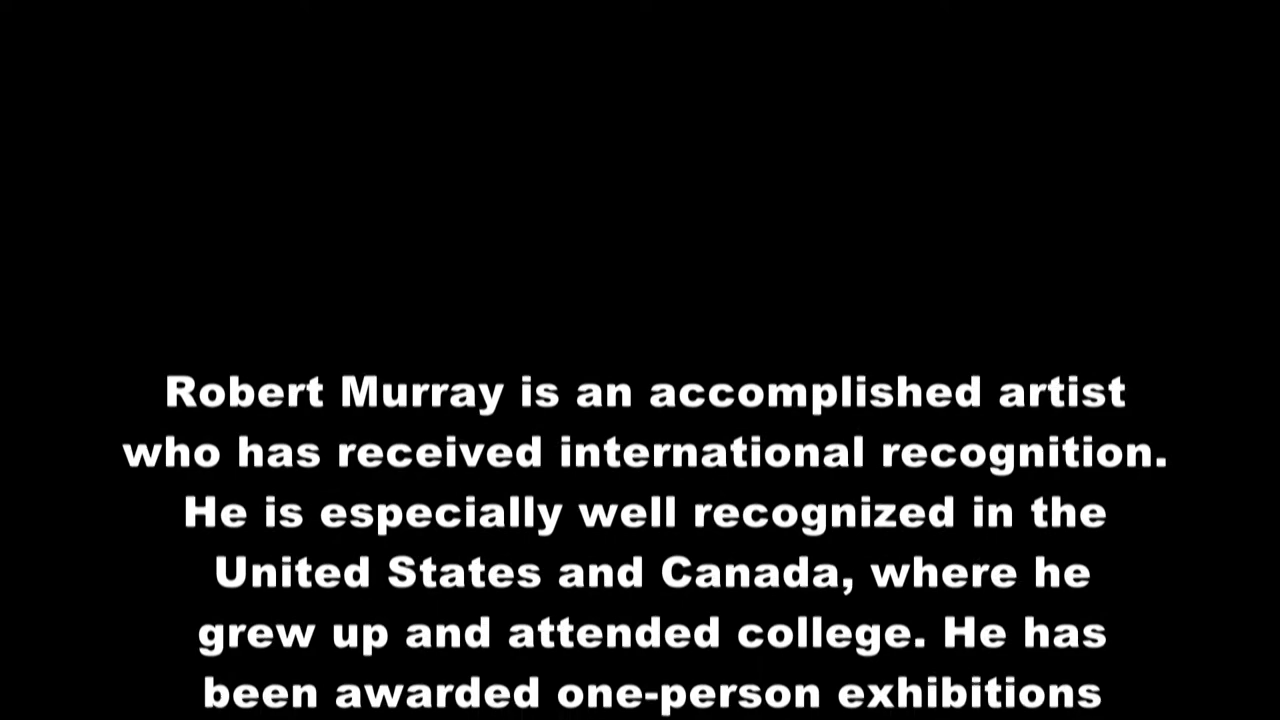 Robert Murray is an accomplished artist
who has received international recognition.
He is especially well recognized in the
United States and Canada, where he
grew up and attended college. He has
been awarded one-person exhibitions